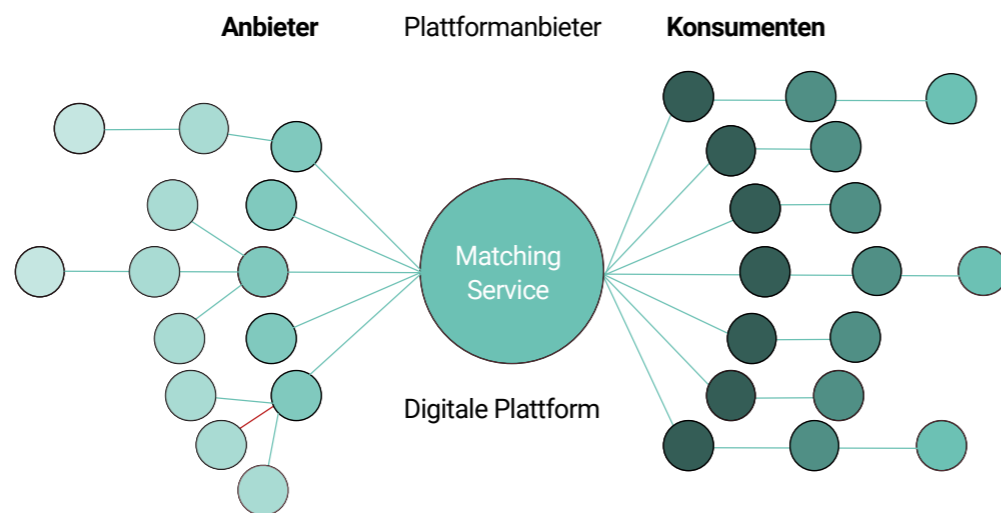 Anbieter
Plattformanbieter
Konsumenten
Matching
Service
Digitale Plattform